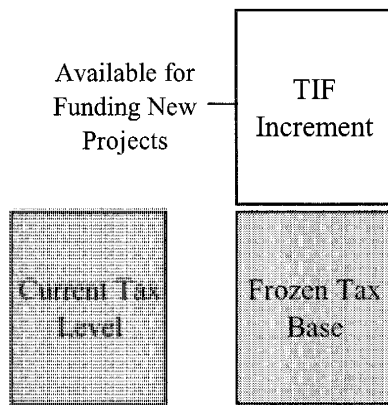 Available for
Funding New
Projects
TIF
Increment
Current Tax
Level
Frozen Tax
Base